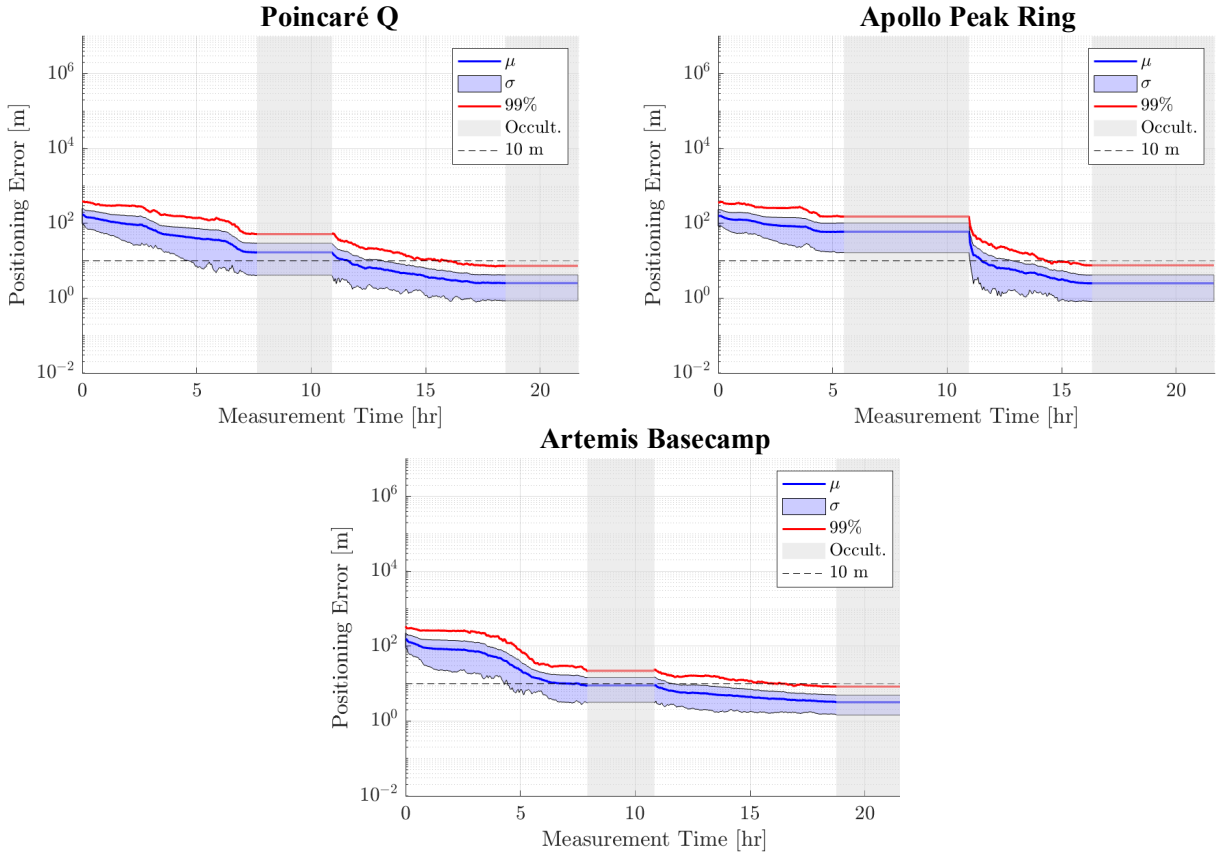 Poincaré Q
Positioning Error [m]
10^6
10^4
10^2
10^0
10^-2
0 5 10 15 20
Measurement Time [hr]
μ
σ
99%
Occult.
10 m
Apollo Peak Ring
Positioning Error [m]
10^6
10^4
10^2
10^0
10^-2
0 5 10 15 20
Measurement Time [hr]
μ
σ
99%
Occult.
10 m
Artemis Basecamp
Positioning Error [m]
10^6
10^4
10^2
10^0
10^-2
0 5 10 15 20
Measurement Time [hr]
μ
σ
99%
Occult.
10 m